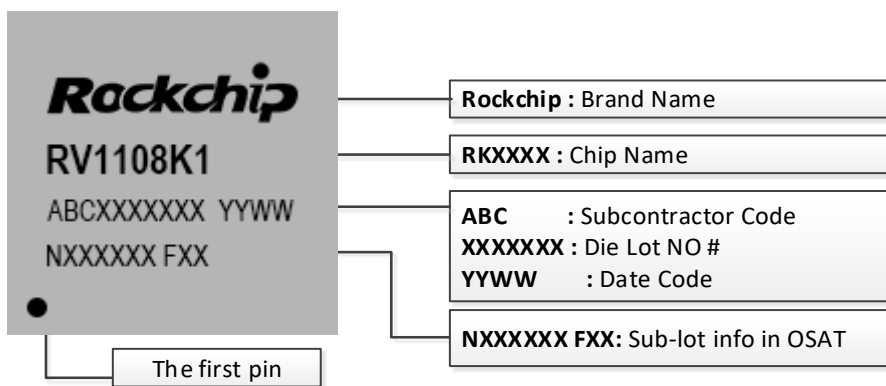 Rockchip
RV1108K1
ABCXXXXXXX YYWW
NXXXXXX FXX
The first pin
Rockchip : Brand Name
RKXXXX : Chip Name
ABC : Subcontractor Code
XXXXXXX : Die Lot NO #
YYWW : Date Code
NXXXXXX FXX: Sub-lot info in OSAT